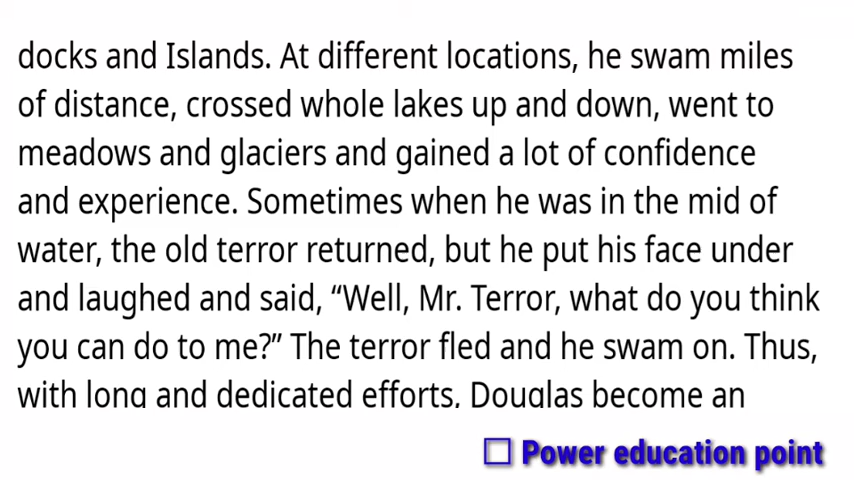 docks and Islands. At different locations, he swam miles
of distance, crossed whole lakes up and down, went to
meadows and glaciers and gained a lot of confidence
and experience. Sometimes when he was in the mid of
water, the old terror returned, but he put his face under
and laughed and said, “Well, Mr. Terror, what do you think
you can do to me?” The terror fled and he swam on. Thus,
with long and dedicated efforts, Douglas become an
☐ Power education point